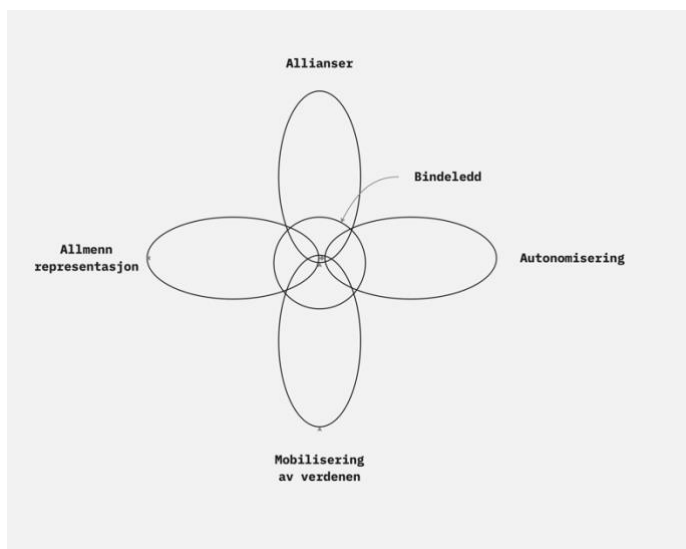 Allianser
Bindeledd
Allmenn
representasjon
Autonomisering
Mobilisering
av verdenen